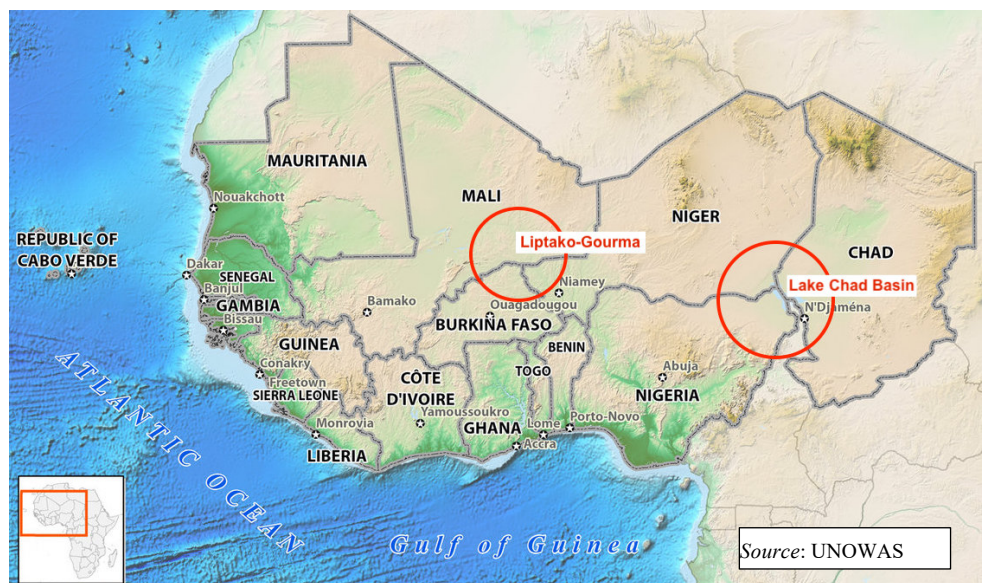 MAURITANIA
Nouakchott
MALI
NIGER
CHAD
Liptako-Gourma
Lake Chad Basin
REPUBLIC OF
CABO VERDE
Dakar
SENEGAL
Banjul
GAMBIA
Bissau
Bamako
Niamey
Ouagadougou
BURKINA FASO
N'Djaména
GUINEA
Conakry
Freetown
SIERRA LEONE
BENIN
TOGO
CÔTE
D'IVOIRE
Yamoussoukro
GHANA
Abuja
NIGERIA
Monrovia
LIBERIA
Lome
Porto-Novo
Accra
ATLANTIC OCEAN
Gulf of Guinea
Source: UNOWAS